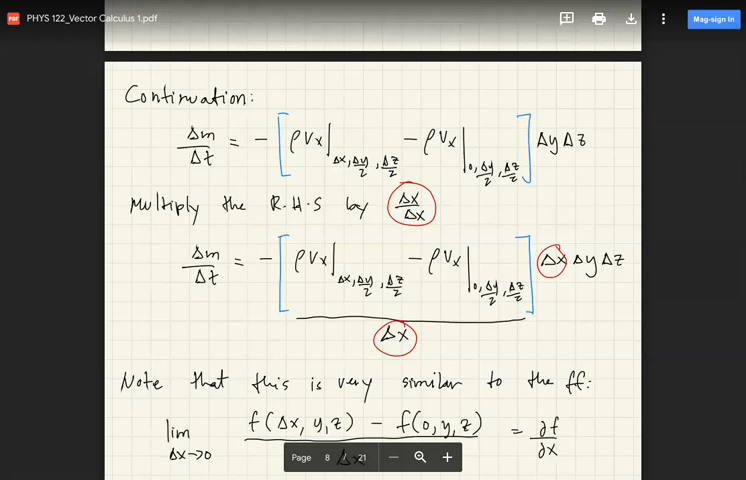 PHYS 122_Vector Calculus 1.pdf
Mag-sign In
Continuation:
Δm/Δt = - [ ρVx|Δx, Δy/2, Δz/2 - ρVx|0, Δy/2, Δz/2 ] Δy Δz
Multiply the R.H.S by Δx/Δx
Δm/Δt = - [ ρVx|Δx, Δy/2, Δz/2 - ρVx|0, Δy/2, Δz/2 ] / Δx Δx Δy Δz
Note that this is very similar to the ff:
lim Δx→0 f(Δx, y, z) - f(0, y, z) / Δx = ∂f/∂x
Page 8 / 21